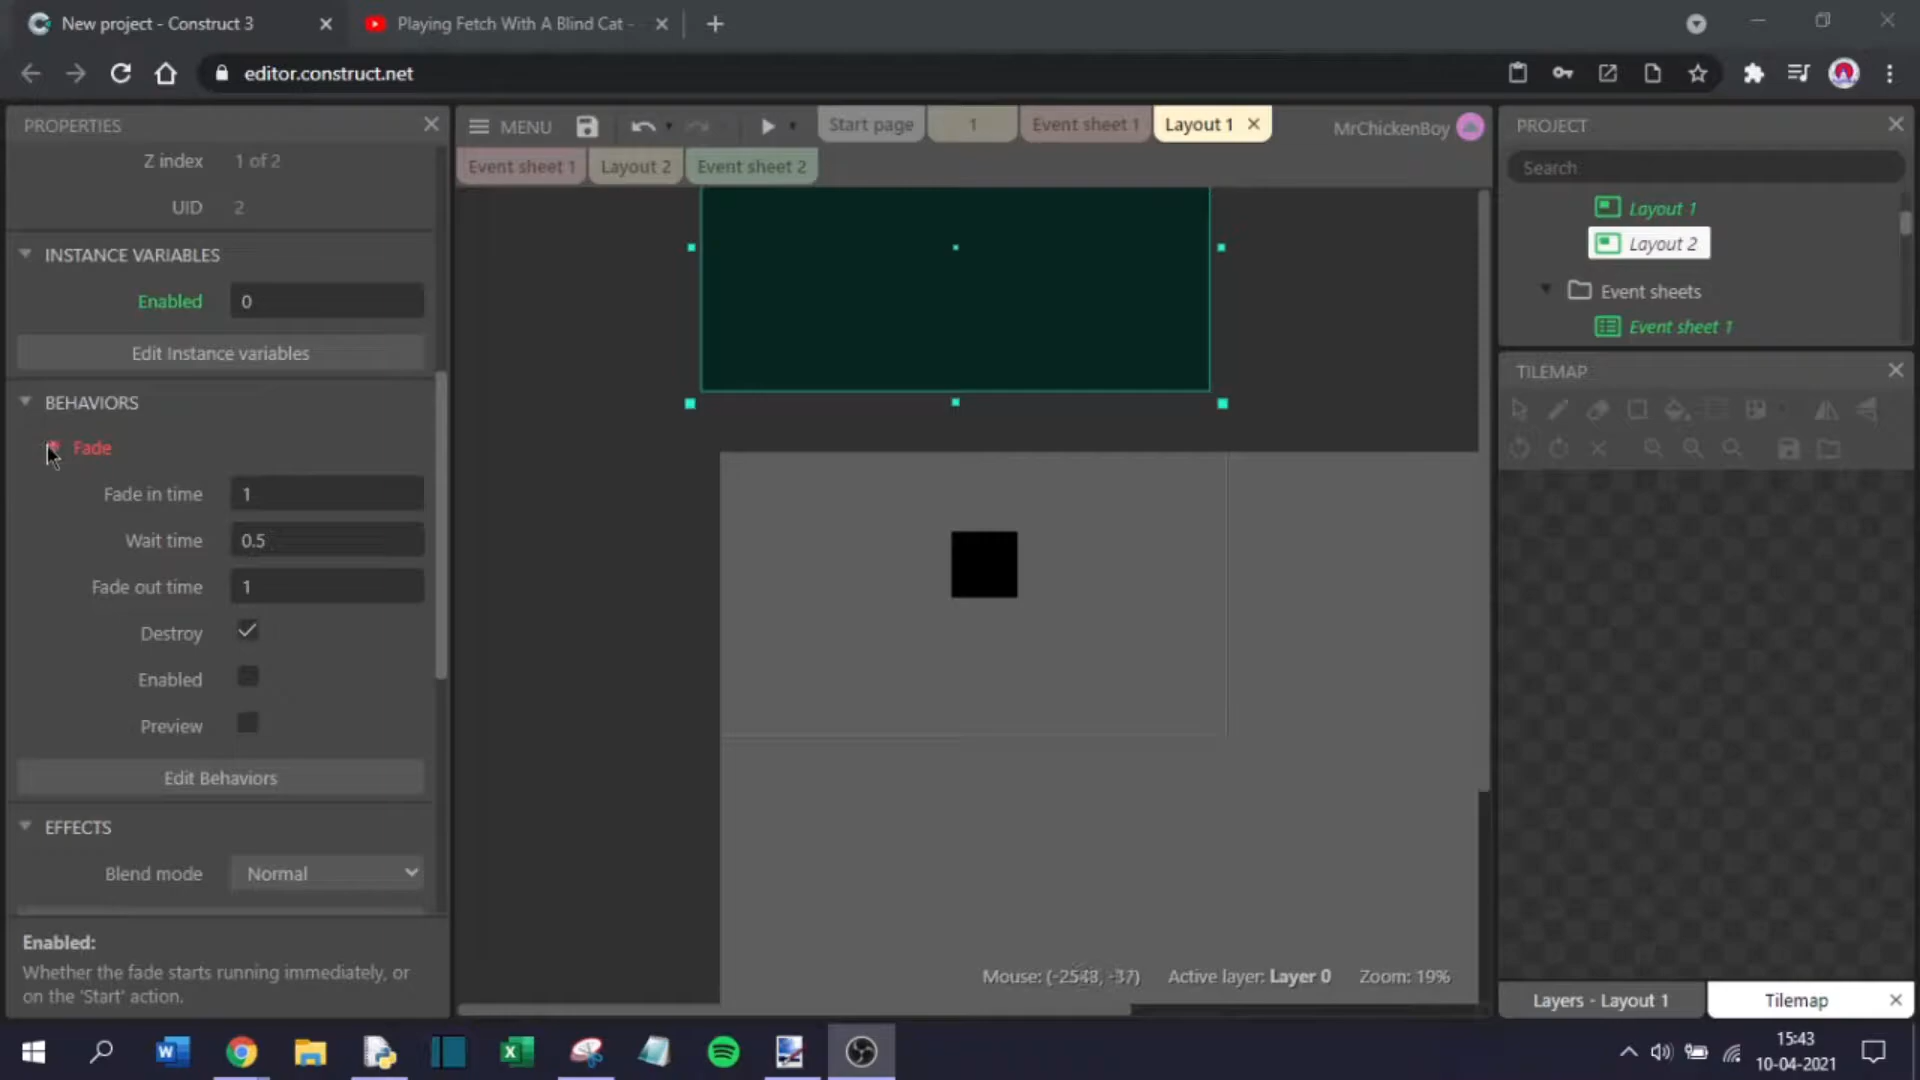 New project - Construct 3
Playing Fetch With A Blind Cat -
editor.construct.net
PROPERTIES
Z index 1 of 2
UID 2
INSTANCE VARIABLES
Enabled 0
Edit Instance variables
BEHAVIORS
Fade
Fade in time 1
Wait time 0.5
Fade out time 1
Destroy
Enabled
Preview
Edit Behaviors
EFFECTS
Blend mode Normal
Enabled:
Whether the fade starts running immediately, or
on the 'Start' action.
MENU
Start page
1
Event sheet 1
Layout 1
MrChickenBoy
Event sheet 1
Layout 2
Event sheet 2
Mouse: (-2543, -37) Active layer: Layer 0 Zoom: 19%
PROJECT
Search
Layout 1
Layout 2
Event sheets
Event sheet 1
TILEMAP
Layers - Layout 1
Tilemap
15:43
10-04-2021